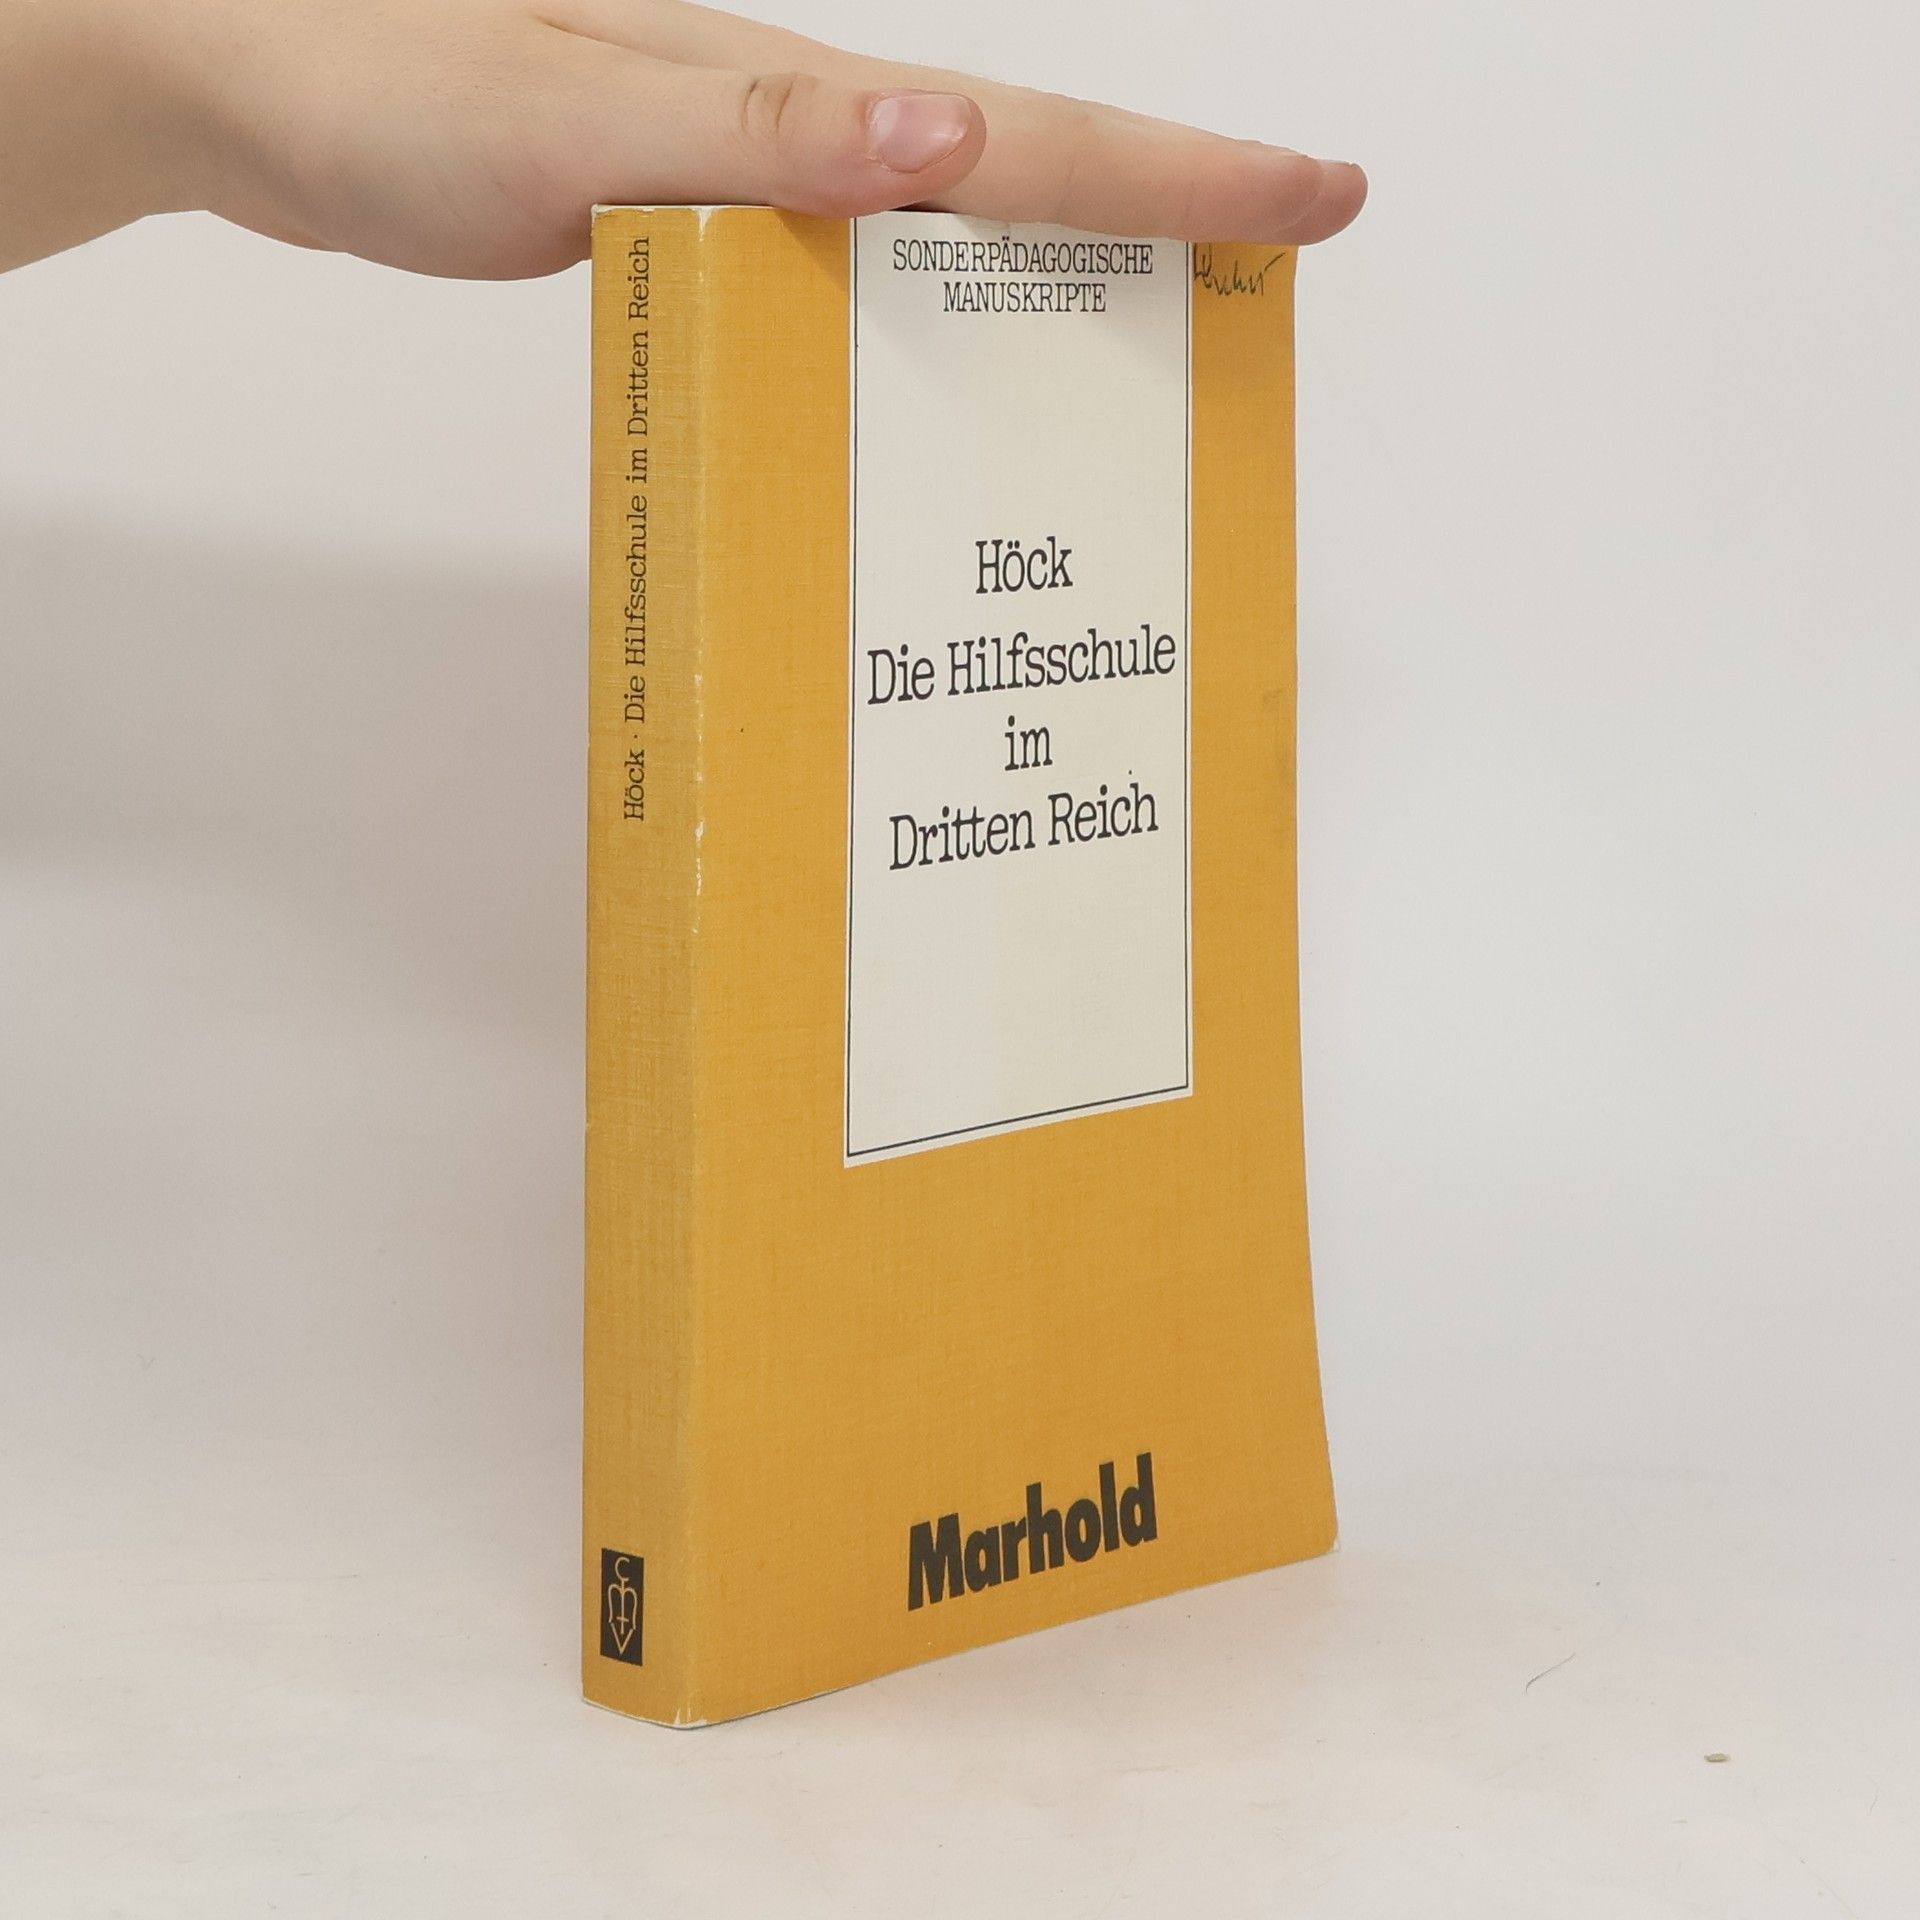 Höck · Die Hilfsschule im Dritten Reich
SONDERPÄDAGOGISCHE
MANUSKRIPTE
Höck
Die Hilfsschule
im
Dritten Reich
Marhold